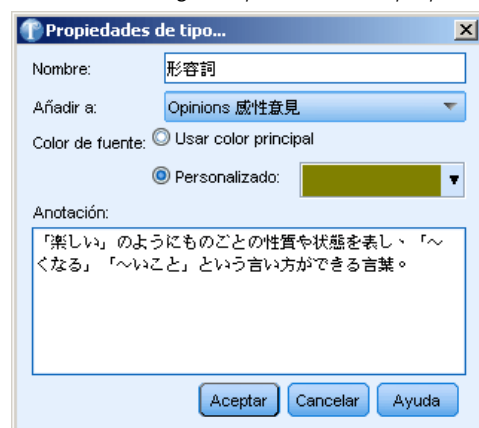 Propiedades de tipo...
Nombre: 形容詞
Añadir a: Opinions 感性意見
Color de fuente: Usar color principal
Personalizado:
Anotación:
「楽しい」のようにものごとの性質や状態を表し、「～
くなる」「～いこと」という言い方ができる言葉。
Aceptar Cancelar Ayuda